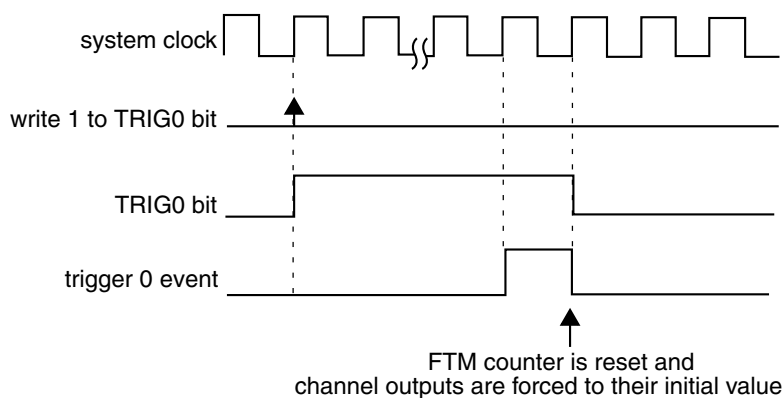 system clock
write 1 to TRIG0 bit
TRIG0 bit
trigger 0 event
FTM counter is reset and
channel outputs are forced to their initial value